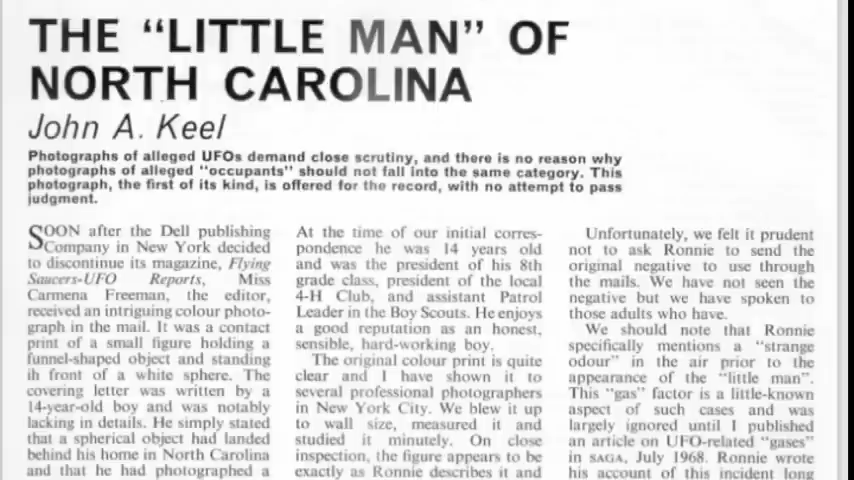 THE “LITTLE MAN” OF
NORTH CAROLINA
John A. Keel
Photographs of alleged UFOs demand close scrutiny, and there is no reason why
photographs of alleged “occupants” should not fall into the same category. This
photograph, the first of its kind, is offered for the record, with no attempt to pass
judgment.
SOON after the Dell publishing
Company in New York decided
to discontinue its magazine, Flying
Saucers-UFO Reports, Miss
Carmena Freeman, the editor,
received an intriguing colour photo-
graph in the mail. It was a contact
print of a small figure holding a
funnel-shaped object and standing
ih front of a white sphere. The
covering letter was written by a
14-year-old boy and was notably
lacking in details. He simply stated
that a spherical object had landed
behind his home in North Carolina
and that he had photographed a
At the time of our initial corres-
pondence he was 14 years old
and was the president of his 8th
grade class, president of the local
4-H Club, and assistant Patrol
Leader in the Boy Scouts. He enjoys
a good reputation as an honest,
sensible, hard-working boy.
The original colour print is quite
clear and I have shown it to
several professional photographers
in New York City. We blew it up
to wall size, measured it and
studied it minutely. On close
inspection, the figure appears to be
exactly as Ronnie describes it and
Unfortunately, we felt it prudent
not to ask Ronnie to send the
original negative to use through
the mails. We have not seen the
negative but we have spoken to
those adults who have.
We should note that Ronnie
specifically mentions a “strange
odour” in the air prior to the
appearance of the “little man”.
This “gas” factor is a little-known
aspect of such cases and was
largely ignored until I published
an article on UFO-related “gases”
in SAGA, July 1968. Ronnie wrote
his account of this incident long